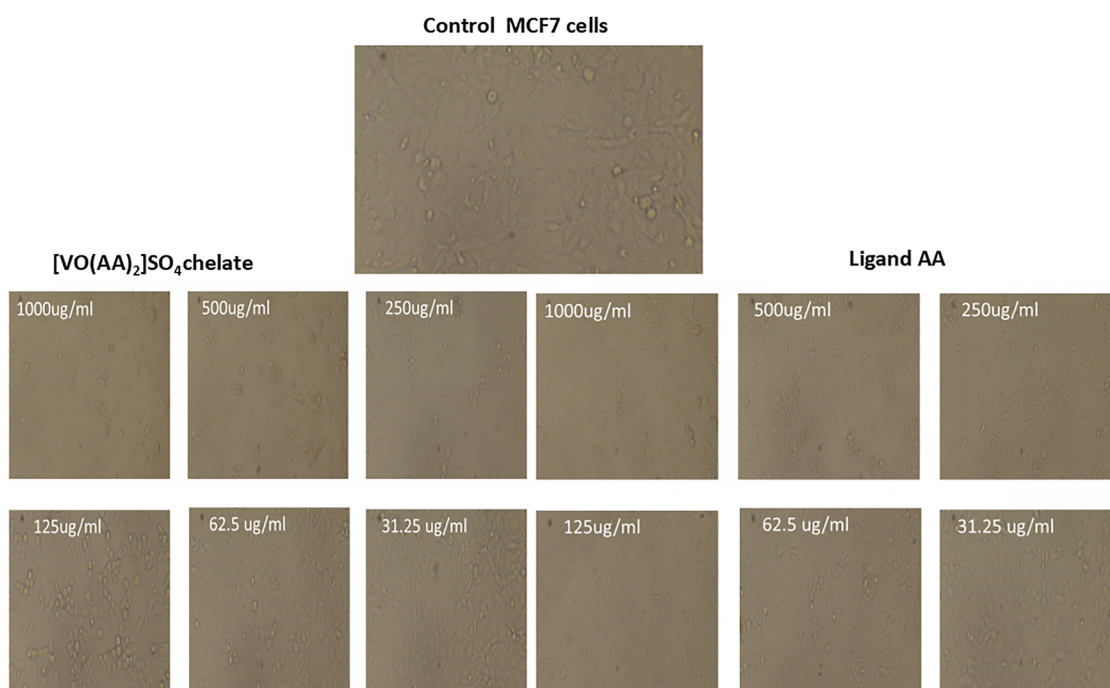 Control MCF7 cells
[VO(AA)₂]SO₄chelate
Ligand AA
1000ug/ml
500ug/ml
250ug/ml
1000ug/ml
500ug/ml
250ug/ml
125ug/ml
62.5 ug/ml
31.25 ug/ml
125ug/ml
62.5 ug/ml
31.25 ug/ml